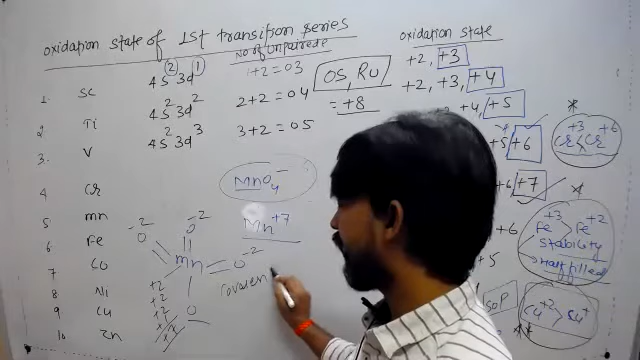 oxidation state of 1st transition series
No of unpairede
oxidation state
1. SC 4S² 3d¹ 1+2 = 03 +2, +3
2 Ti 4S² 3d² 2+2 = 04 +2, +3, +4
3. V 4S² 3d³ 3+2 = 05 +4, +5
OS, RU
= +8
4 Cr +5 +6
5 mn +6 +7
6 Fe +6
7 CO +5
8 Ni
9 Cu
10 Zn
MnO4⁻
Mn⁺⁷
O⁻² O⁻²
mn O⁻²
+2
+2
+2
O
Covalen
* Cr⁺³ < Cr⁺⁶
* Fe⁺³ > Fe⁺²
Stability
Half filled
Cu⁺² > Cu⁺
**